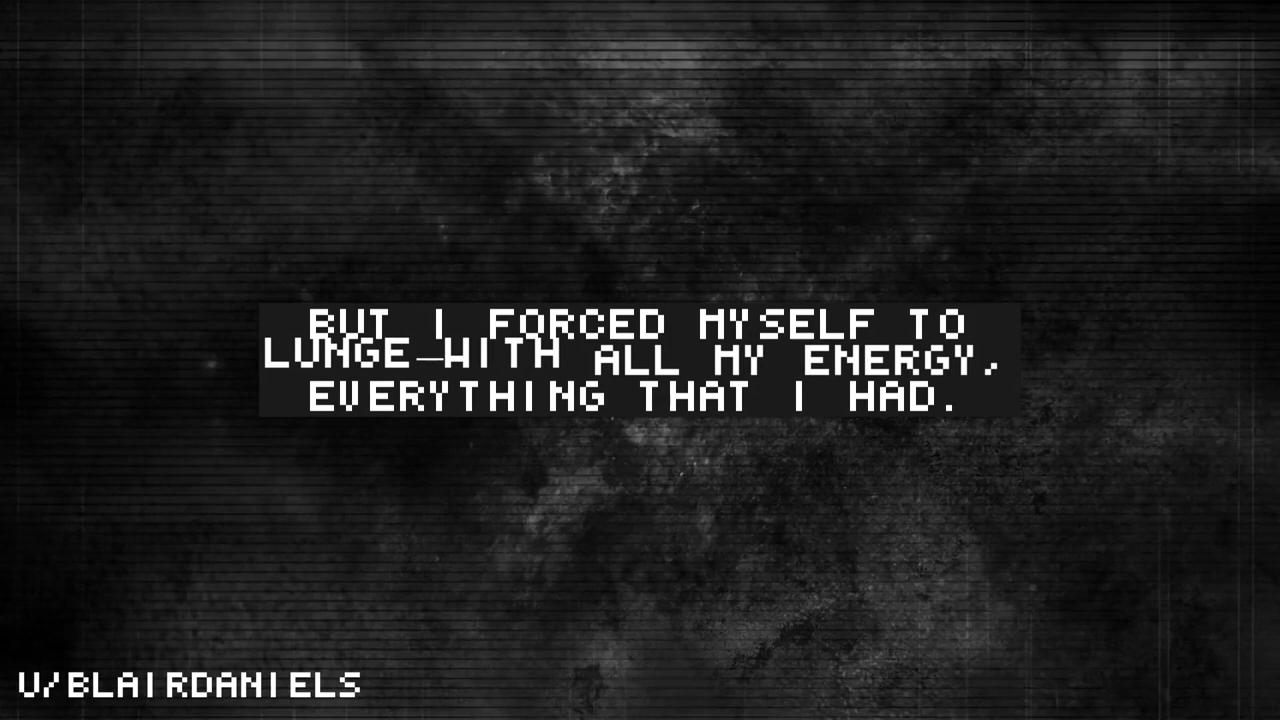 BUT I FORCED MYSELF TO
LUNGE—WITH ALL MY ENERGY,
EVERYTHING THAT I HAD.
U/BLAIRDANIELS